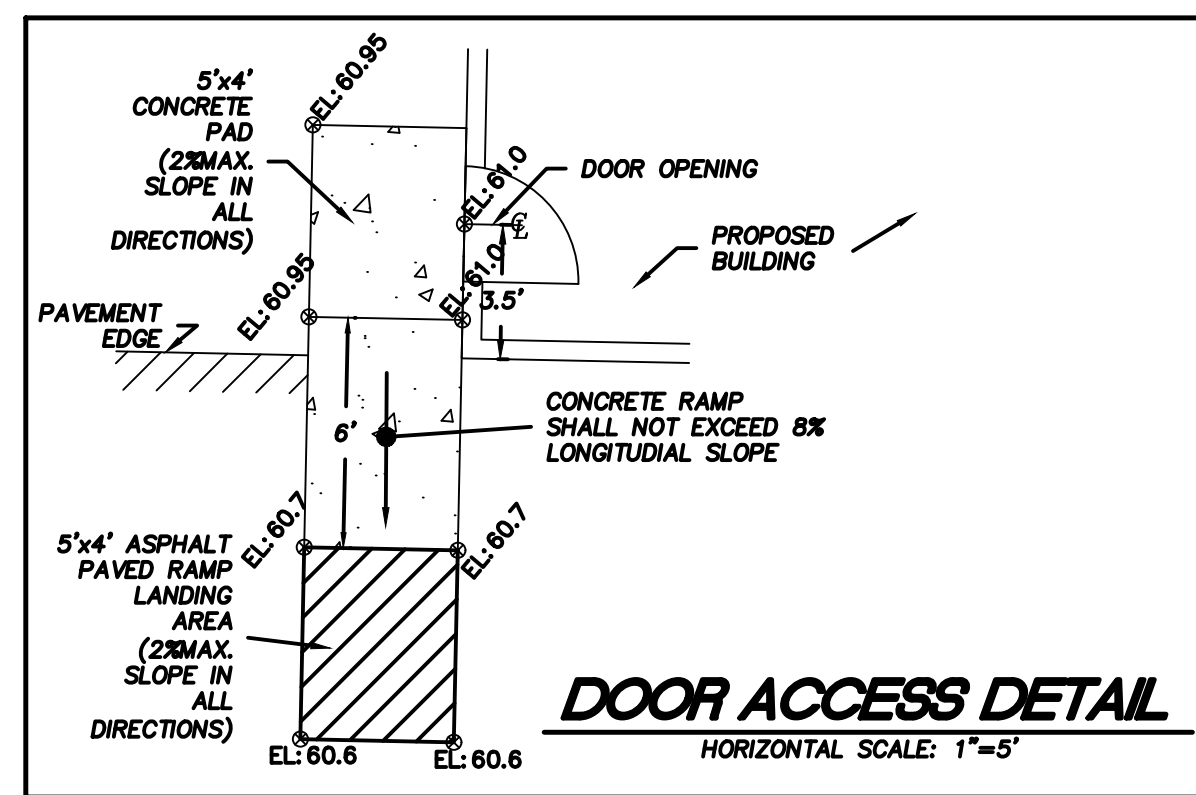 EL: 60.95
5'x4'
CONCRETE
PAD
(2%MAX.
SLOPE IN
ALL
DIRECTIONS)
EL: 61.0
DOOR OPENING
CL
PROPOSED
BUILDING
EL: 60.95
EL: 61.0
3.5'
PAVEMENT
EDGE
CONCRETE RAMP
SHALL NOT EXCEED 8%
LONGITUDIAL SLOPE
6'
EL: 60.7
EL: 60.7
5'x4' ASPHALT
PAVED RAMP
LANDING
AREA
(2%MAX.
SLOPE IN
ALL
DIRECTIONS)
EL: 60.6
EL: 60.6
DOOR ACCESS DETAIL
HORIZONTAL SCALE: 1"=5'